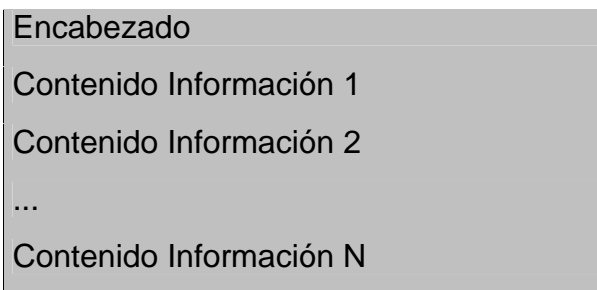 Encabezado
Contenido Información 1
Contenido Información 2
...
Contenido Información N